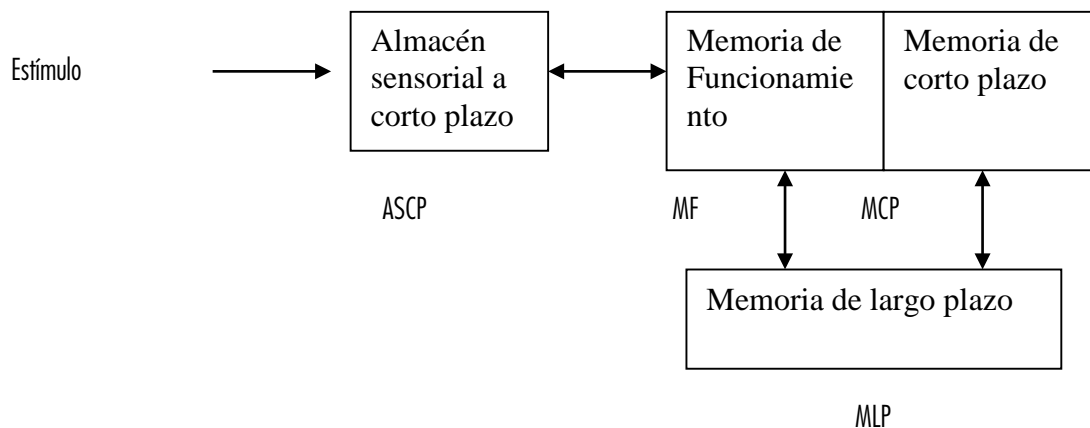 Estímulo
Almacén
sensorial a
corto plazo
Memoria de
Funcionamie
nto
Memoria de
corto plazo
ASCP
MF
MCP
Memoria de largo plazo
MLP